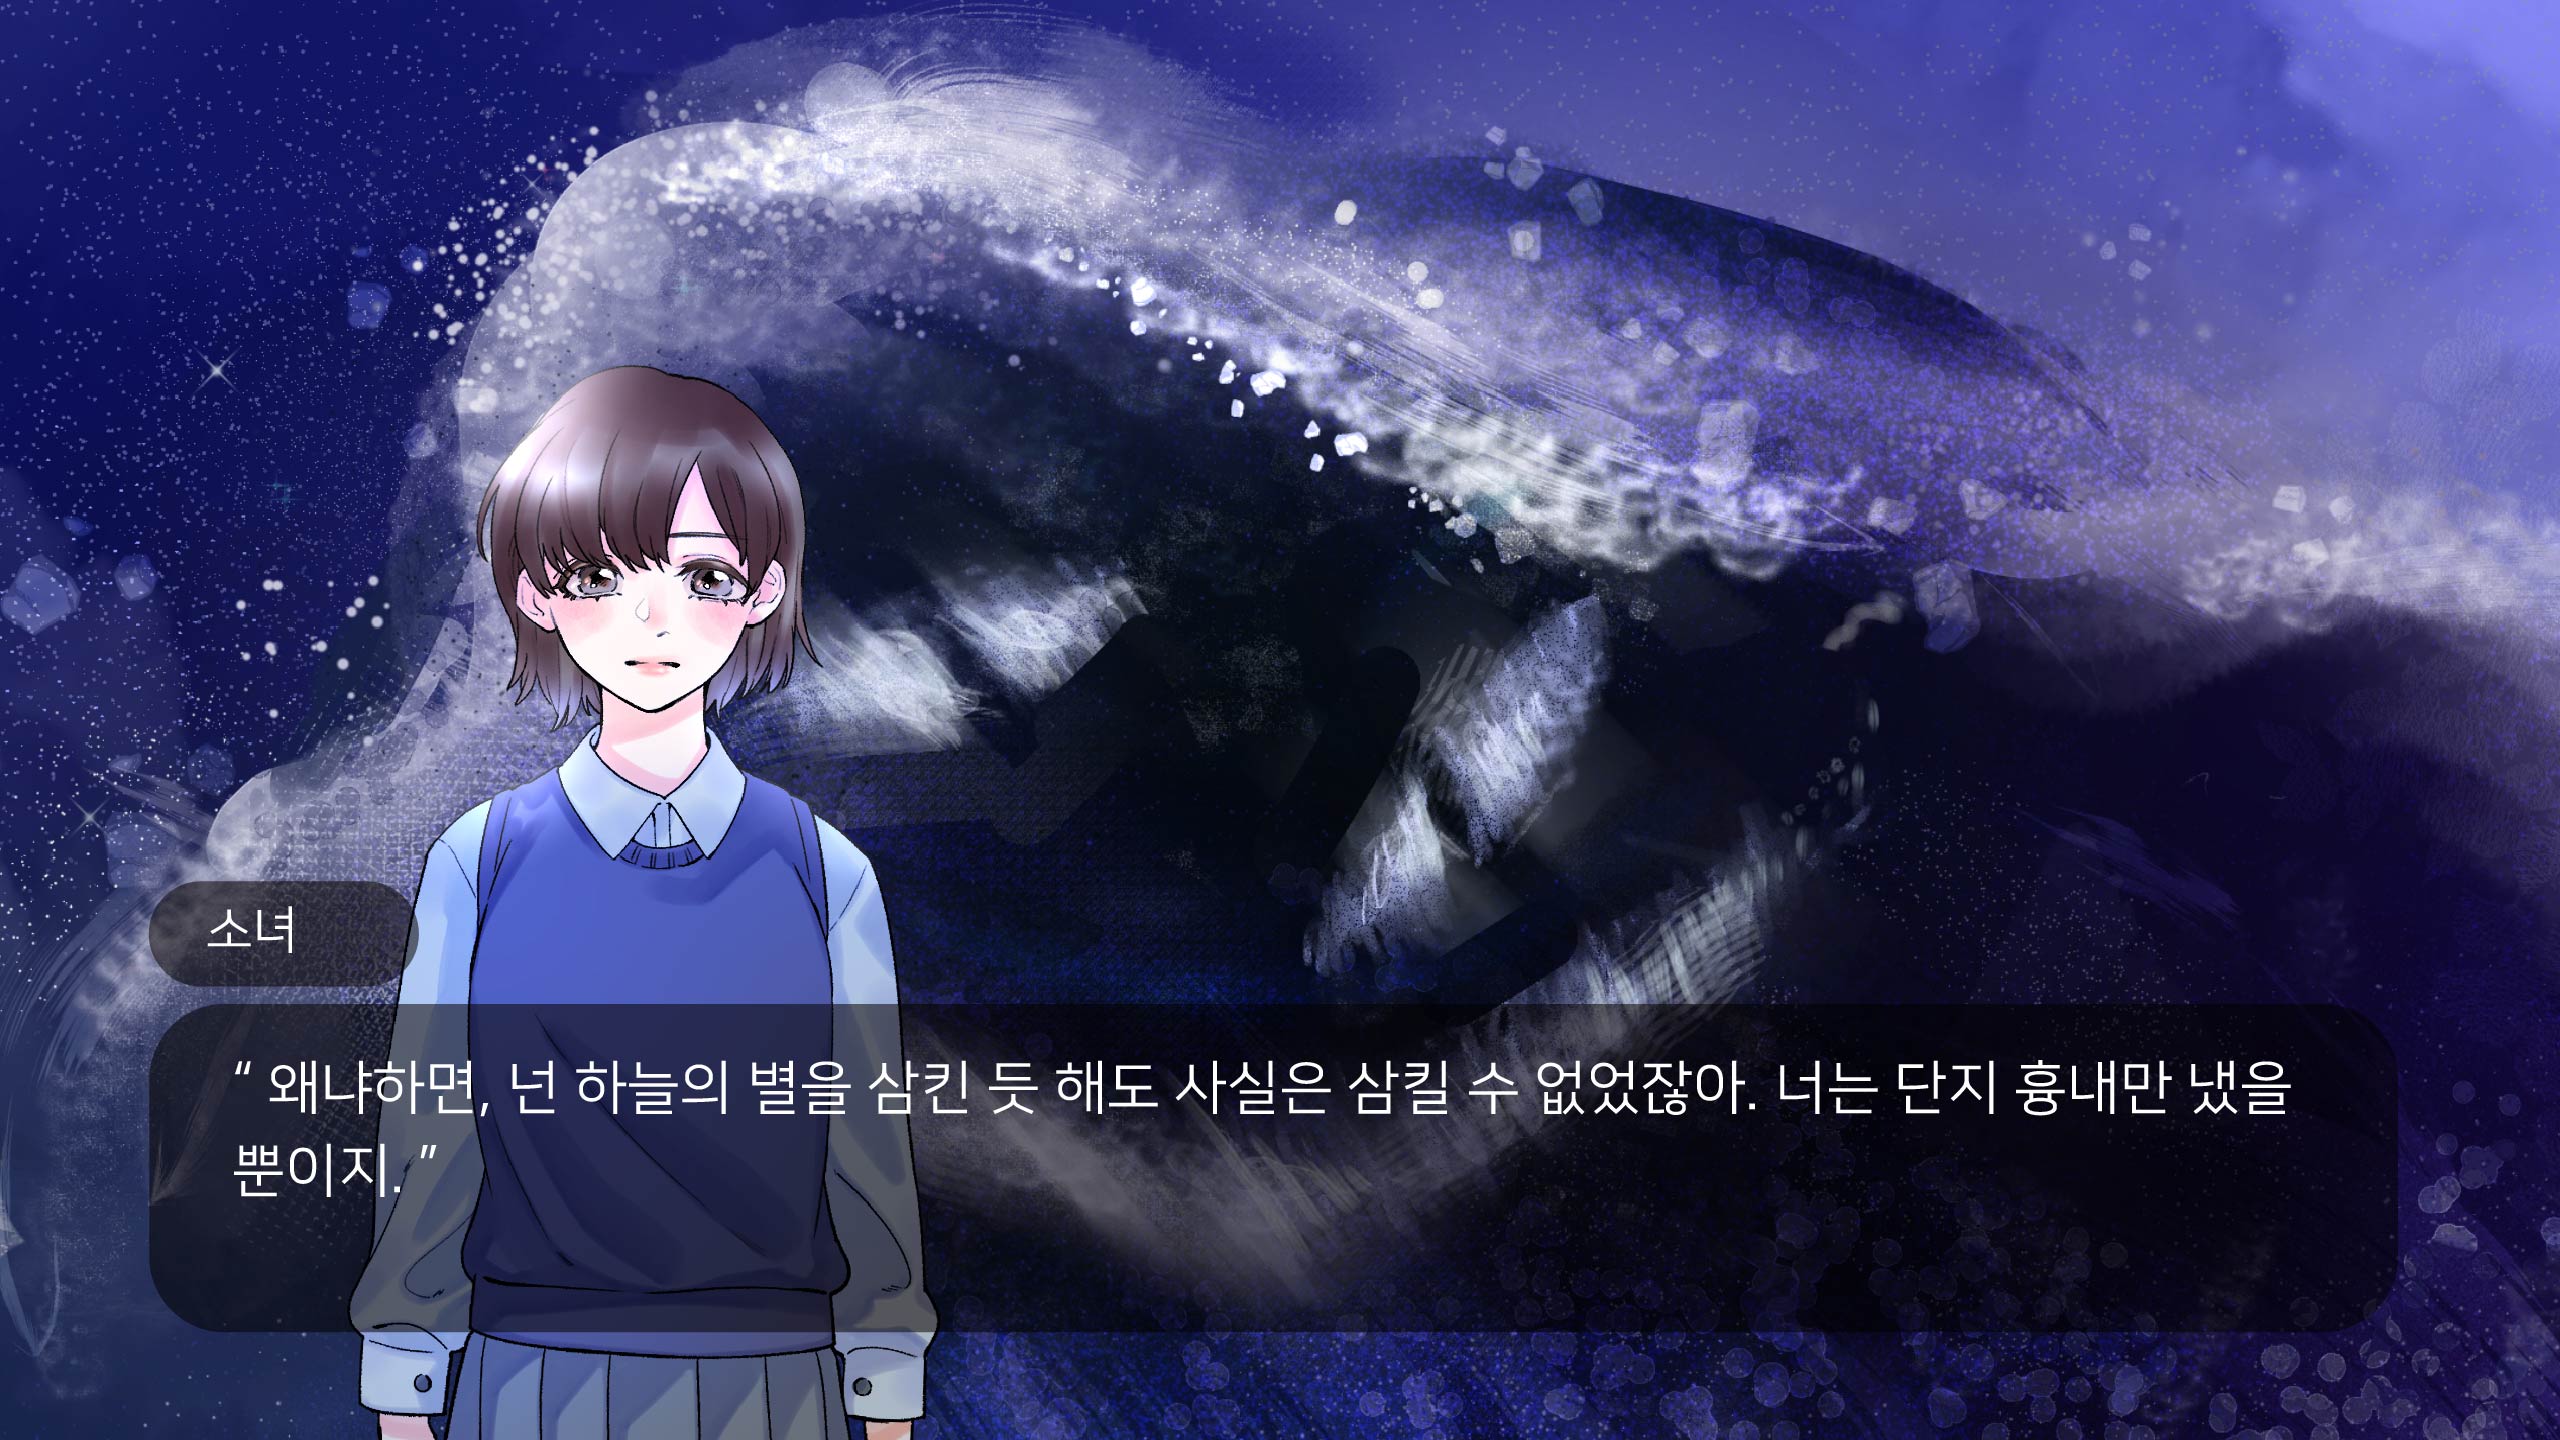 소녀
“ 왜냐하면, 넌 하늘의 별을 삼킨 듯 해도 사실은 삼킬 수 없었잖아. 너는 단지 흉내만 냈을
뿐이지. ”